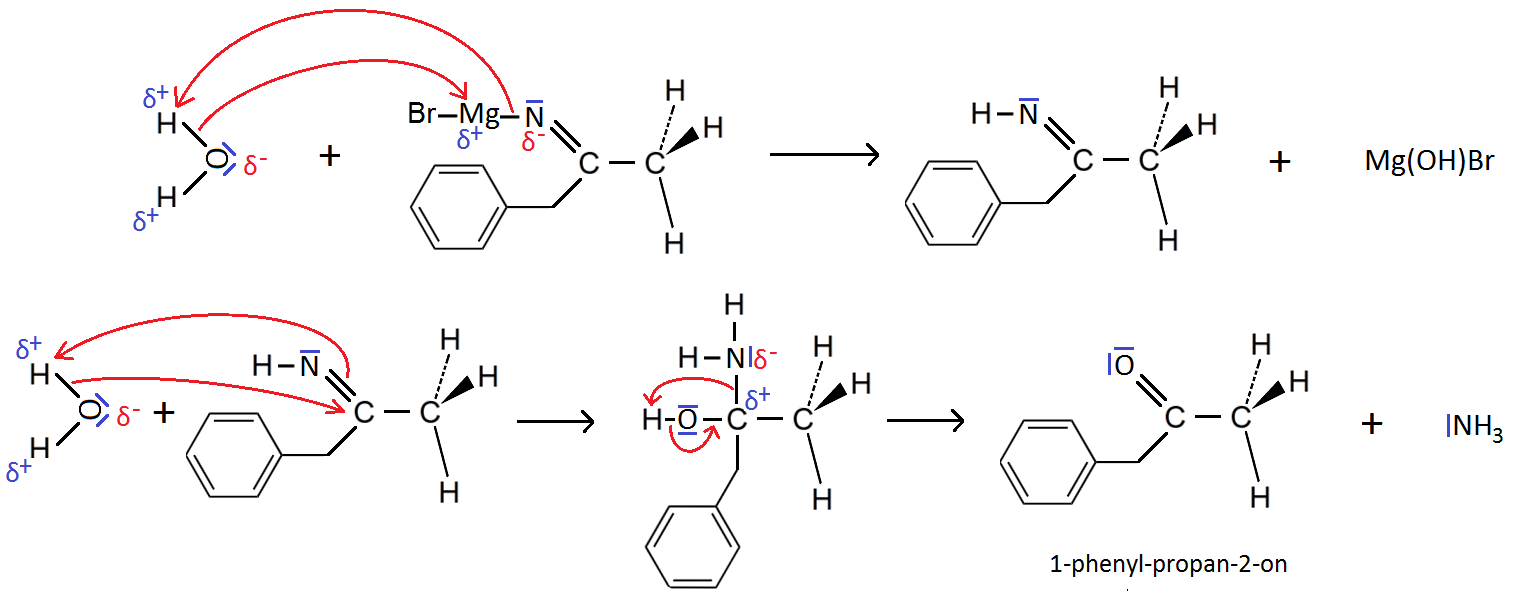 H H
δ+ Br–Mg–N H H–N H
H δ+ δ- O δ- + C–C C–C + Mg(OH)Br
H
δ+ H H
H
δ+ H H O
H H–N H H–N δ- H H
O δ- + C–C H–O–C δ+ –C C–C + NH3
H
δ+ H H H
1-phenyl-propan-2-on